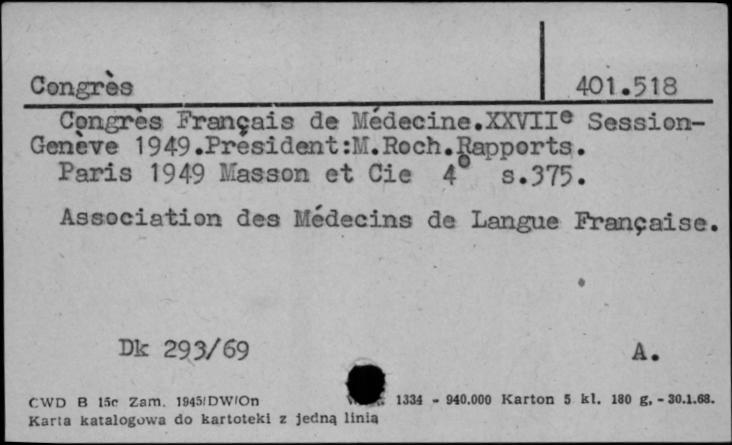 Congrès 401.518
Congrès Français de Médecine.XXVIIe Session-
Genève 1949.Président:M.Roch.Rapports.
Paris 1949 Masson et Cie 4° s.375.
Association des Médecins de Langue Française.
Dk 293/69 A.
CWD B 15c Zam. 1945/DW/On 1334 - 940.000 Karton 5 kl. 180 g. - 30.1.68.
Karta katalogowa do kartoteki z jedną linią